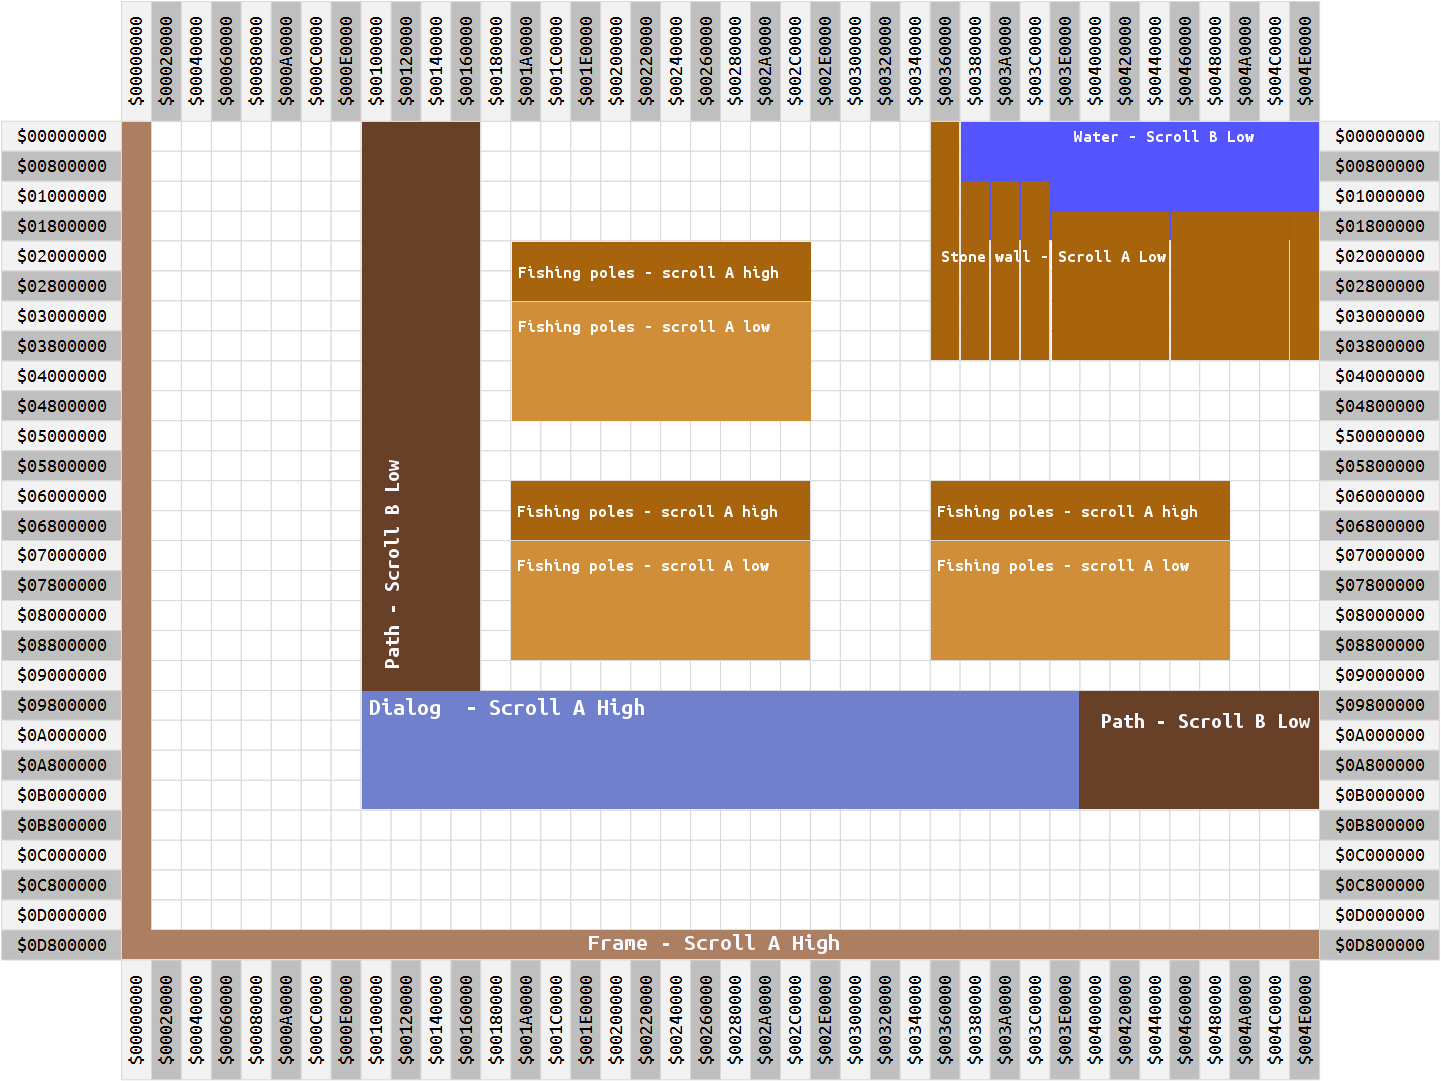 $00000000 $00020000 $00040000 $00060000 $00080000 $000A0000 $000C0000 $000E0000 $00100000 $00120000 $00140000 $00160000 $00180000 $001A0000 $001C0000 $001E0000 $00200000 $00220000 $00240000 $00260000 $00280000 $002A0000 $002C0000 $002E0000 $00300000 $00320000 $00340000 $00360000 $00380000 $003A0000 $003C0000 $003E0000 $00400000 $00420000 $00440000 $00460000 $00480000 $004A0000 $004C0000 $004E0000
$00000000 Water - Scroll B Low $00000000
$00800000 $00800000
$01000000 $01000000
$01800000 $01800000
$02000000 Stone wall - Scroll A Low $02000000
Fishing poles - scroll A high
$02800000 $02800000
$03000000 $03000000
Fishing poles - scroll A low
$03800000 $03800000
$04000000 $04000000
$04800000 $04800000
$05000000 $50000000
$05800000 $05800000
Path - Scroll B Low
$06000000 $06000000
Fishing poles - scroll A high Fishing poles - scroll A high
$06800000 $06800000
$07000000 $07000000
Fishing poles - scroll A low Fishing poles - scroll A low
$07800000 $07800000
$08000000 $08000000
$08800000 $08800000
$09000000 $09000000
$09800000 Dialog  - Scroll A High $09800000
Path - Scroll B Low
$0A000000 $0A000000
$0A800000 $0A800000
$0B000000 $0B000000
$0B800000 $0B800000
$0C000000 $0C000000
$0C800000 $0C800000
$0D000000 $0D000000
$0D800000 Frame - Scroll A High $0D800000
$00000000 $00020000 $00040000 $00060000 $00080000 $000A0000 $000C0000 $000E0000 $00100000 $00120000 $00140000 $00160000 $00180000 $001A0000 $001C0000 $001E0000 $00200000 $00220000 $00240000 $00260000 $00280000 $002A0000 $002C0000 $002E0000 $00300000 $00320000 $00340000 $00360000 $00380000 $003A0000 $003C0000 $003E0000 $00400000 $00420000 $00440000 $00460000 $00480000 $004A0000 $004C0000 $004E0000